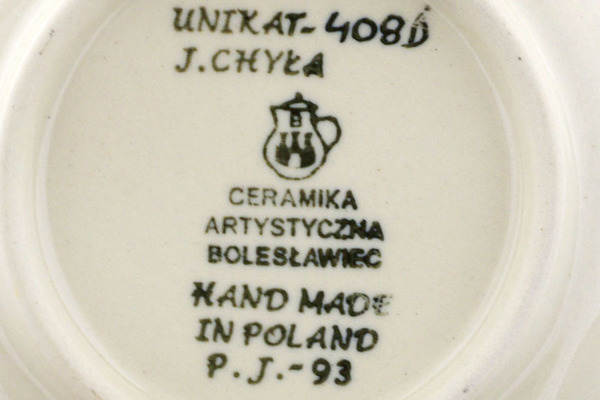 UNIKAT-408D
J.CHYŁA
B
CERAMIKA
ARTYSTYCZNA
BOLESŁAWIEC
HAND MADE
IN POLAND
P.J.-93